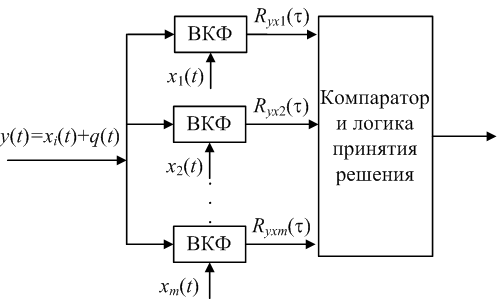 ВКФ
R_yx1(τ)
x_1(t)
y(t)=x_i(t)+q(t)
ВКФ
R_yx2(τ)
x_2(t)
Компаратор
и логика
принятия
решения
ВКФ
R_yxm(τ)
x_m(t)